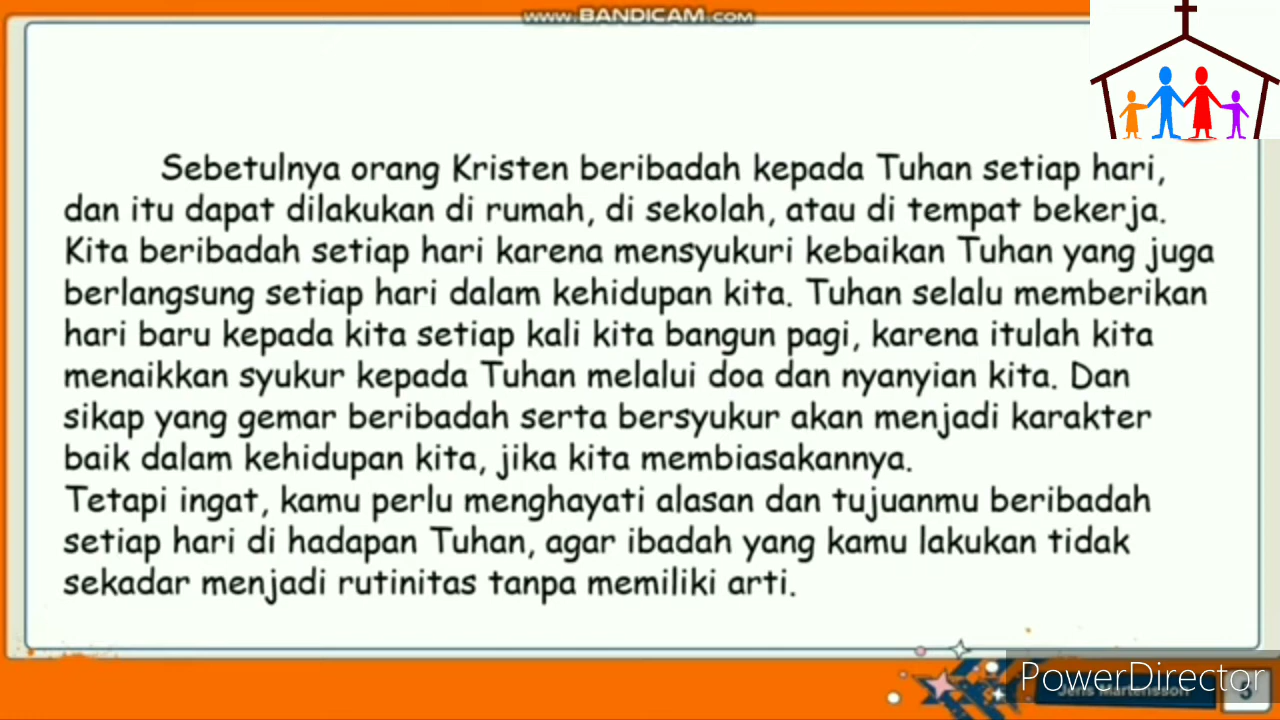 www.BANDICAM.com
Sebetulnya orang Kristen beribadah kepada Tuhan setiap hari,
dan itu dapat dilakukan di rumah, di sekolah, atau di tempat bekerja.
Kita beribadah setiap hari karena mensyukuri kebaikan Tuhan yang juga
berlangsung setiap hari dalam kehidupan kita. Tuhan selalu memberikan
hari baru kepada kita setiap kali kita bangun pagi, karena itulah kita
menaikkan syukur kepada Tuhan melalui doa dan nyanyian kita. Dan
sikap yang gemar beribadah serta bersyukur akan menjadi karakter
baik dalam kehidupan kita, jika kita membiasakannya.
Tetapi ingat, kamu perlu menghayati alasan dan tujuanmu beribadah
setiap hari di hadapan Tuhan, agar ibadah yang kamu lakukan tidak
sekadar menjadi rutinitas tanpa memiliki arti.
PowerDirector